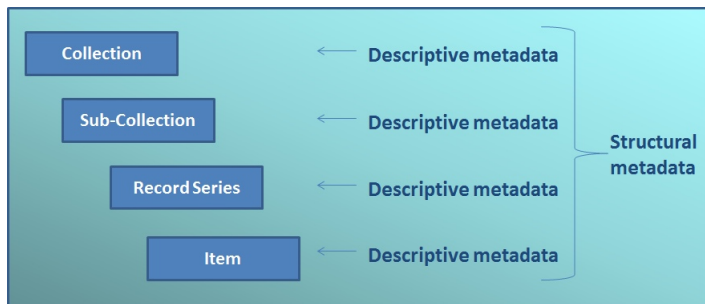 Collection Descriptive metadata
Sub-Collection Descriptive metadata
Structural
metadata
Record Series Descriptive metadata
Item Descriptive metadata